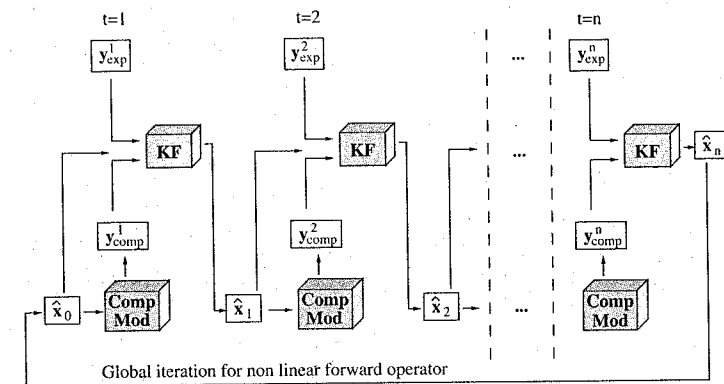 t=1
t=2
t=n
y¹exp
y²exp
...
yⁿexp
KF
KF
...
KF
x̂n
y¹comp
y²comp
yⁿcomp
x̂0
Comp
Mod
x̂1
Comp
Mod
x̂2
...
Comp
Mod
Global iteration for non linear forward operator